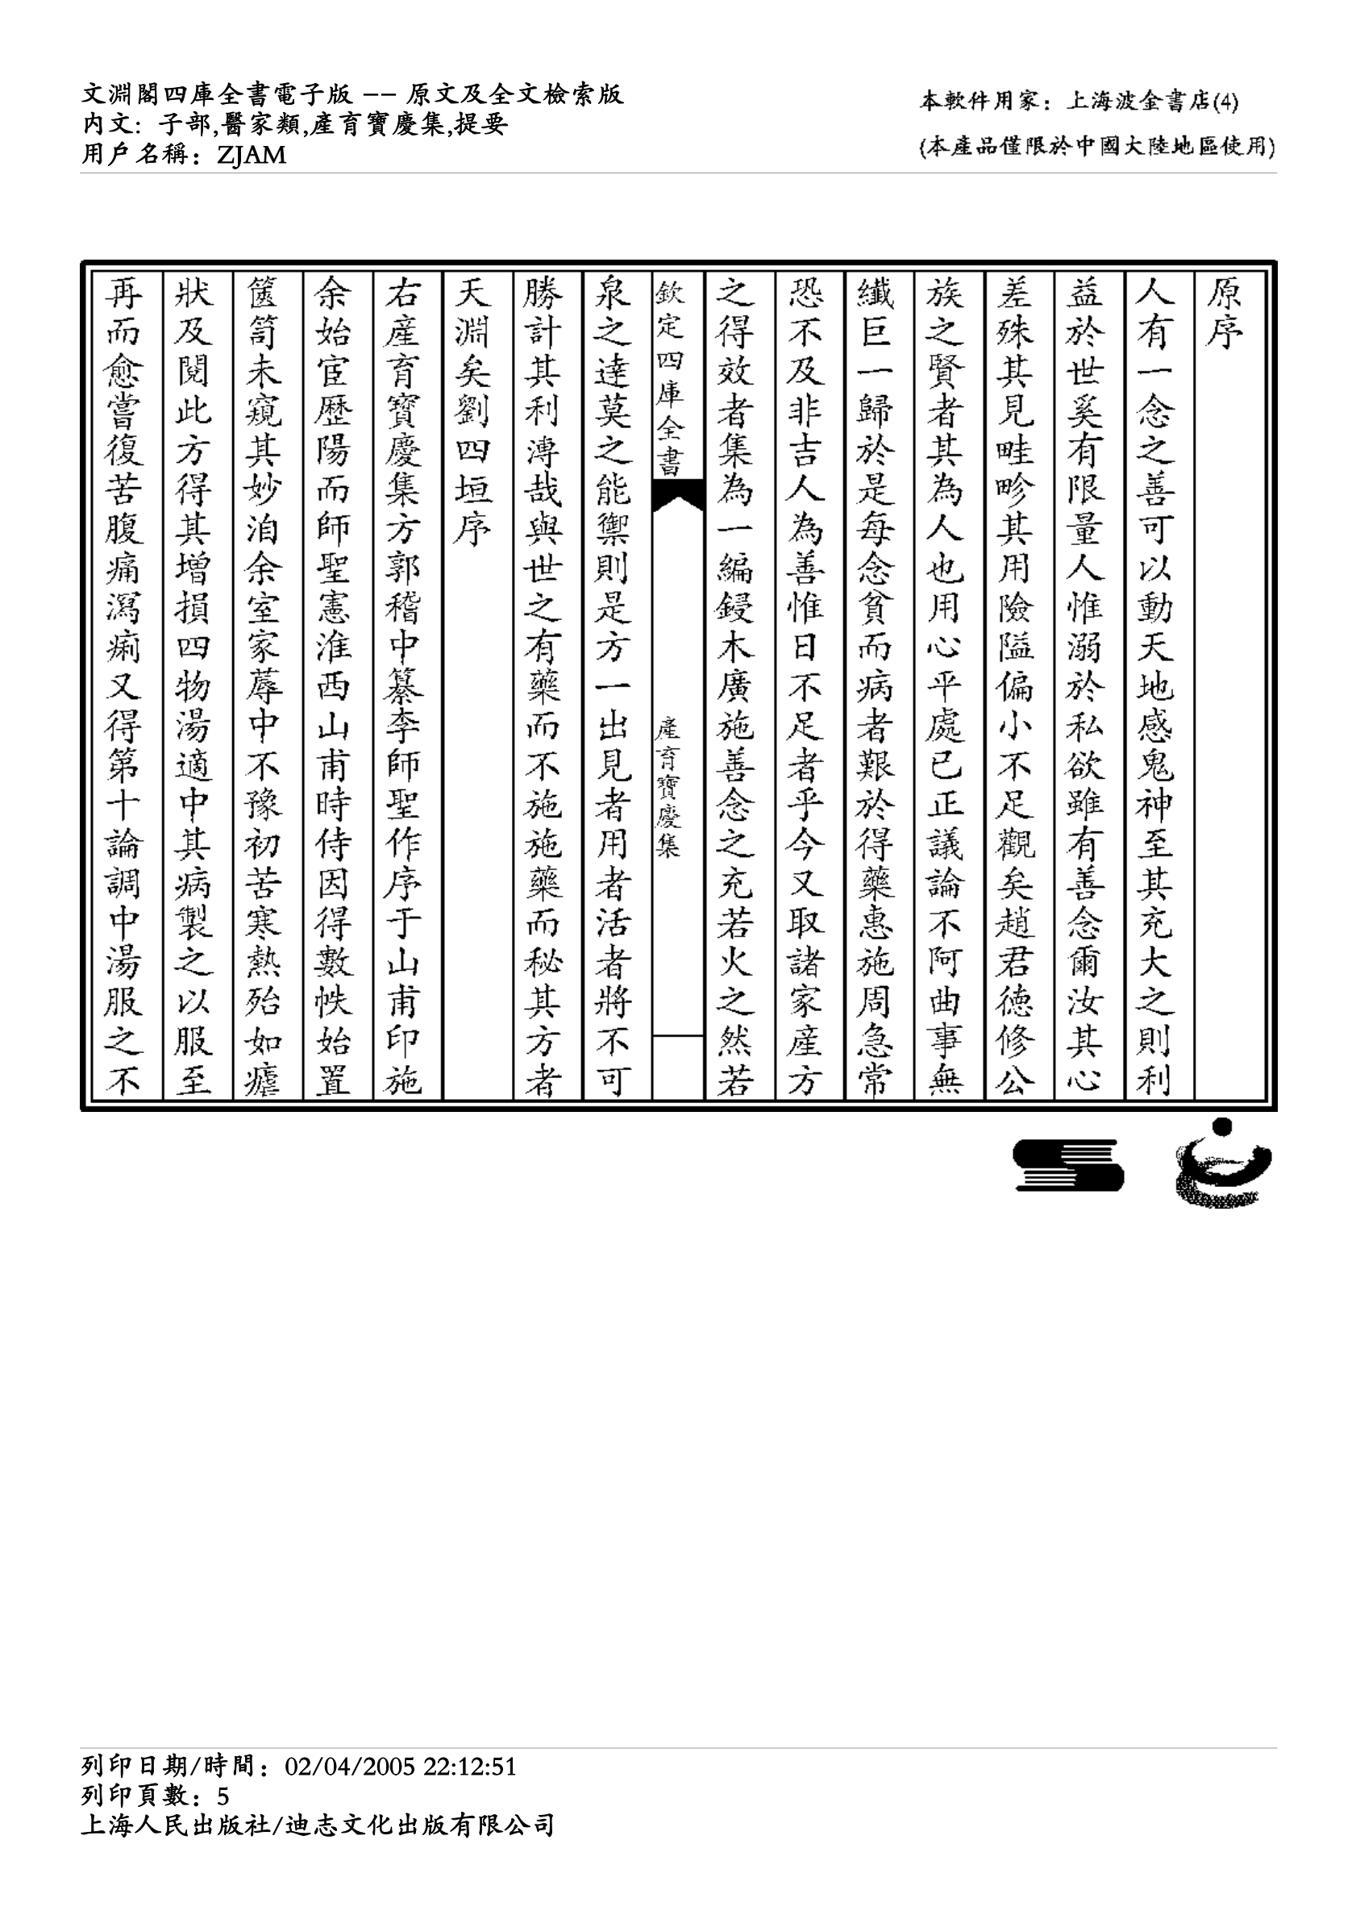 文淵閣四庫全書電子版 -- 原文及全文檢索版
内文: 子部,醫家類,產育寶慶集,提要
用戶名稱: ZJAM
本軟件用家: 上海波金書店(4)
(本產品僅限於中國大陸地區使用)
原序
人有一念之善可以動天地感鬼神至其充大之則利
益於世奚有限量人惟溺於私欲雖有善念爾汝其心
差殊其見畦畛其用險隘偏小不足觀矣趙君德修公
族之賢者其為人也用心平處己正議論不阿曲事無
纎巨一歸於是每念貧而病者艱於得藥惠施周急常
恐不及非吉人為善惟日不足者乎今又取諸家產方
之得效者集為一編鋟木廣施善念之充若火之然若
欽定四庫全書
產育寶慶集
泉之達莫之能禦則是方一出見者用者活者將不可
勝計其利溥哉與世之有藥而不施施藥而秘其方者
天淵矣劉四垣序
右產育寶慶集方郭稽中纂李師聖作序于山甫印施
余始宦歷陽而師聖憲淮西山甫時侍因得數帙始置
篋笥未窺其妙洎余室家蓐中不豫初苦寒熱殆如瘧
狀及閱此方得其增損四物湯適中其病製之以服至
再而愈嘗復苦腹痛瀉痢又得第十論調中湯服之不
列印日期/時間: 02/04/2005 22:12:51
列印頁數: 5
上海人民出版社/迪志文化出版有限公司